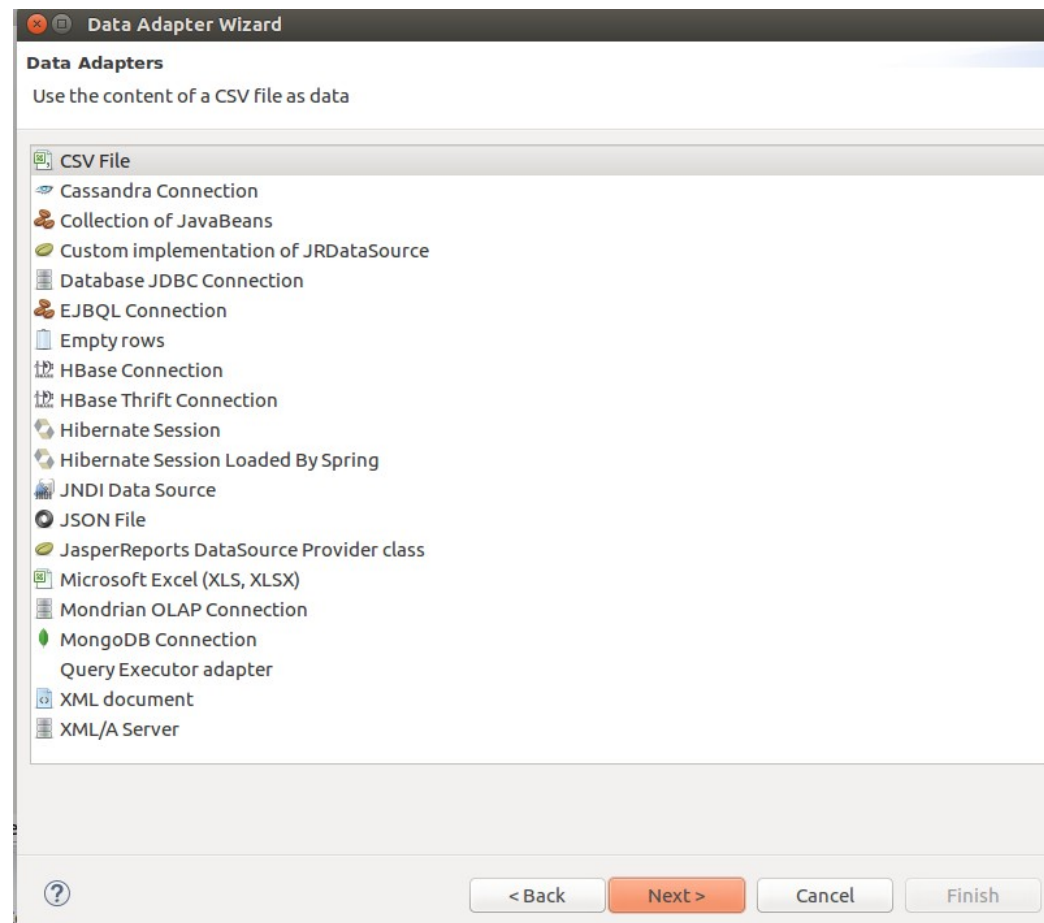 Data Adapter Wizard
Data Adapters
Use the content of a CSV file as data
CSV File
Cassandra Connection
Collection of JavaBeans
Custom implementation of JRDataSource
Database JDBC Connection
EJBQL Connection
Empty rows
HBase Connection
HBase Thrift Connection
Hibernate Session
Hibernate Session Loaded By Spring
JNDI Data Source
JSON File
JasperReports DataSource Provider class
Microsoft Excel (XLS, XLSX)
Mondrian OLAP Connection
MongoDB Connection
Query Executor adapter
XML document
XML/A Server
? < Back Next > Cancel Finish